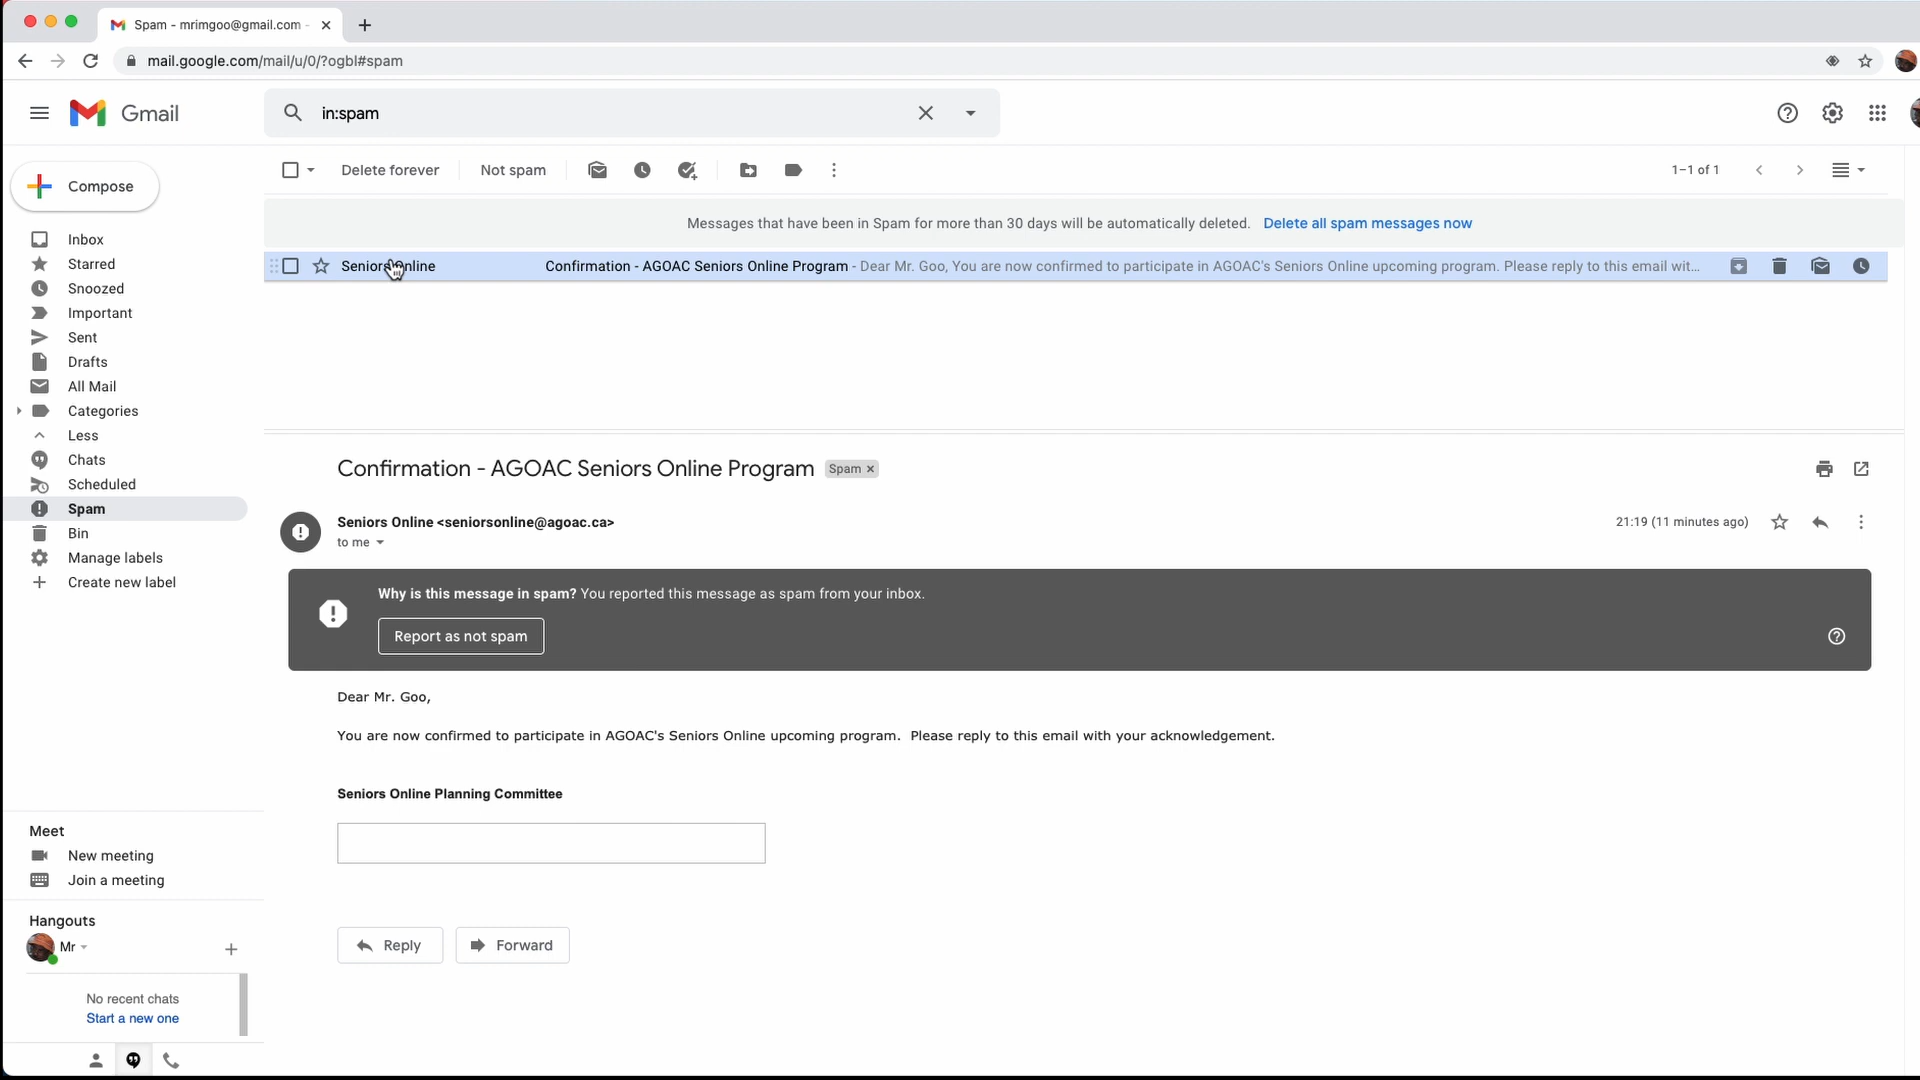 Spam - mrimgoo@gmail.com -
mail.google.com/mail/u/0/?ogbl#spam
Gmail
in:spam
Compose
Delete forever
Not spam
1–1 of 1
Messages that have been in Spam for more than 30 days will be automatically deleted. Delete all spam messages now
Seniors Online Confirmation - AGOAC Seniors Online Program - Dear Mr. Goo, You are now confirmed to participate in AGOAC's Seniors Online upcoming program. Please reply to this email wit...
Inbox
Starred
Snoozed
Important
Sent
Drafts
All Mail
Categories
Less
Chats
Scheduled
Spam
Bin
Manage labels
Create new label
Confirmation - AGOAC Seniors Online Program Spam x
Seniors Online <seniorsonline@agoac.ca>
21:19 (11 minutes ago)
to me
Why is this message in spam? You reported this message as spam from your inbox.
Report as not spam
Dear Mr. Goo,
You are now confirmed to participate in AGOAC's Seniors Online upcoming program. Please reply to this email with your acknowledgement.
Seniors Online Planning Committee
Reply
Forward
Meet
New meeting
Join a meeting
Hangouts
Mr
No recent chats
Start a new one